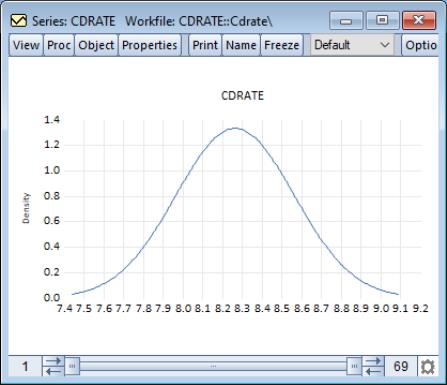 Series: CDRATE Workfile: CDRATE::Cdrate\
View Proc Object Properties Print Name Freeze Default Optio
CDRATE
1.4
1.2
1.0
0.8
0.6
0.4
0.2
0.0
Density
7.4 7.5 7.6 7.7 7.8 7.9 8.0 8.1 8.2 8.3 8.4 8.5 8.6 8.7 8.8 8.9 9.0 9.1 9.2
1 69